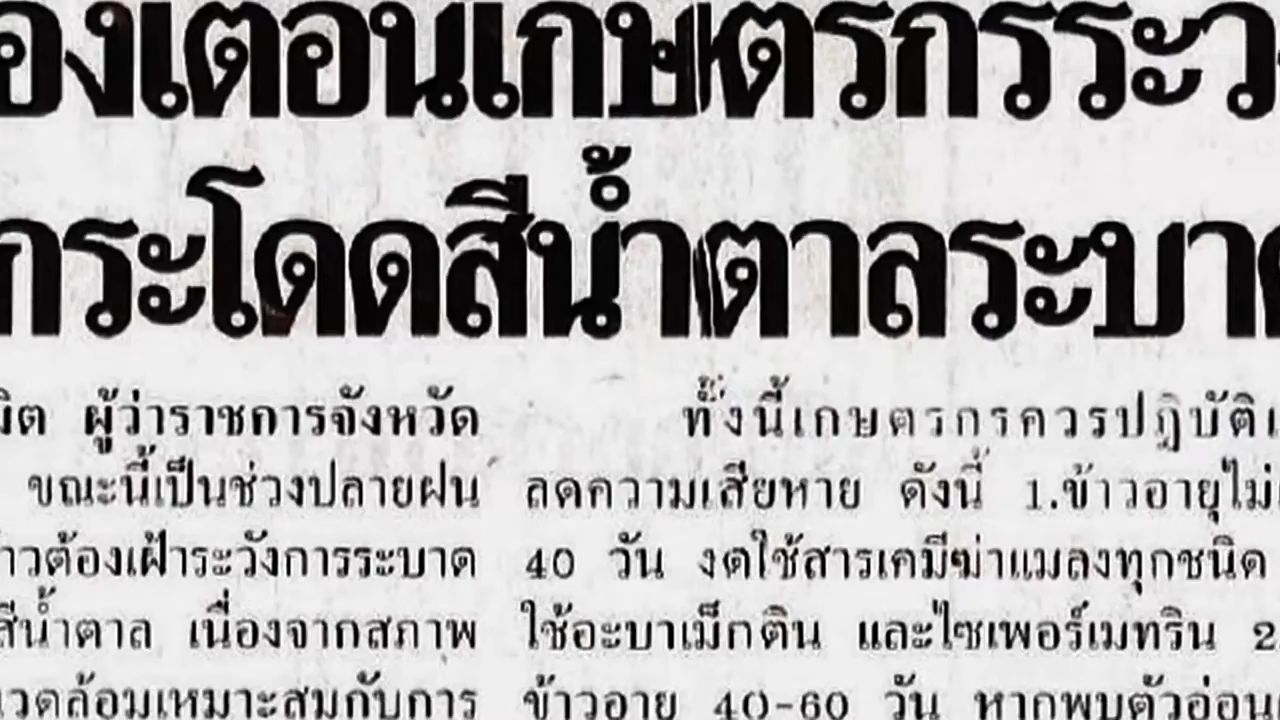 องเตือนเกษตรกรระวั
กระโดดสีน้ำตาลระบาด
มิต ผู้ว่าราชการจังหวัด
ขณะนี้เป็นช่วงปลายฝน
าวต้องเฝ้าระวังการระบาด
สีน้ำตาล เนื่องจากสภาพ
แวดล้อมเหมาะสมกับการ
ทั้งนี้เกษตรกรควรปฏิบัติเ
ลดความเสียหาย ดังนี้ 1.ข้าวอายุไม่
40 วัน งดใช้สารเคมีฆ่าแมลงทุกชนิด
ใช้อะบาเม็กติน และไซเพอร์เมทริน 2
ข้าวอายุ 40-60 วัน หากพบตัวอ่อน